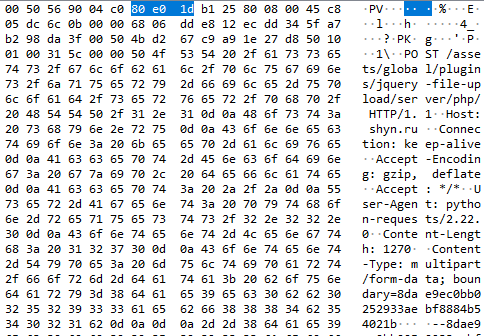 00 50 56 90 04 c0 80 e0 1d b1 25 80 08 00 45 c8 ·PV·······%···E·
05 dc 6c 0b 00 00 68 06 dd e8 12 ec dd 34 5f a7 ··l···h······4_·
b2 98 da 3f 00 50 4b d2 67 c9 a9 1e 27 d8 50 18 ···?·PK·g···'·P·
01 00 31 5c 00 00 50 4f 53 54 20 2f 61 73 73 65 ··1\··POST /asse
74 73 2f 67 6c 6f 62 61 6c 2f 70 6c 75 67 69 6e ts/global/plugin
73 2f 6a 71 75 65 72 79 2d 66 69 6c 65 2d 75 70 s/jquery-file-up
6c 6f 61 64 2f 73 65 72 76 65 72 2f 70 68 70 2f load/server/php/
20 48 54 54 50 2f 31 2e 31 0d 0a 48 6f 73 74 3a HTTP/1.1··Host:
20 73 68 79 6e 2e 72 75 0d 0a 43 6f 6e 6e 65 63 shyn.ru··Connec
74 69 6f 6e 3a 20 6b 65 65 70 2d 61 6c 69 76 65 tion: keep-alive
0d 0a 41 63 63 65 70 74 2d 45 6e 63 6f 64 69 6e ··Accept-Encodin
67 3a 20 67 7a 69 70 2c 20 64 65 66 6c 61 74 65 g: gzip, deflate
0d 0a 41 63 63 65 70 74 3a 20 2a 2f 2a 0d 0a 55 ··Accept: */*··U
73 65 72 2d 41 67 65 6e 74 3a 20 70 79 74 68 6f ser-Agent: pytho
6e 2d 72 65 71 75 65 73 74 73 2f 32 2e 32 32 2e n-requests/2.22.
30 0d 0a 43 6f 6e 74 65 6e 74 2d 4c 65 6e 67 74 0··Content-Lengt
68 3a 20 31 32 37 30 0d 0a 43 6f 6e 74 65 6e 74 h: 1270··Content
2d 54 79 70 65 3a 20 6d 75 6c 74 69 70 61 72 74 -Type: multipart
2f 66 6f 72 6d 2d 64 61 74 61 3b 20 62 6f 75 6e /form-data; boun
64 61 72 79 3d 38 64 61 65 39 65 63 30 62 62 30 dary=8dae9ec0bb0
32 35 32 39 33 33 61 65 62 66 38 38 38 34 62 35 252933aebf8884b5
34 30 32 31 62 0d 0a 0d 0a 2d 2d 38 64 61 65 39 4021b····--8dae9